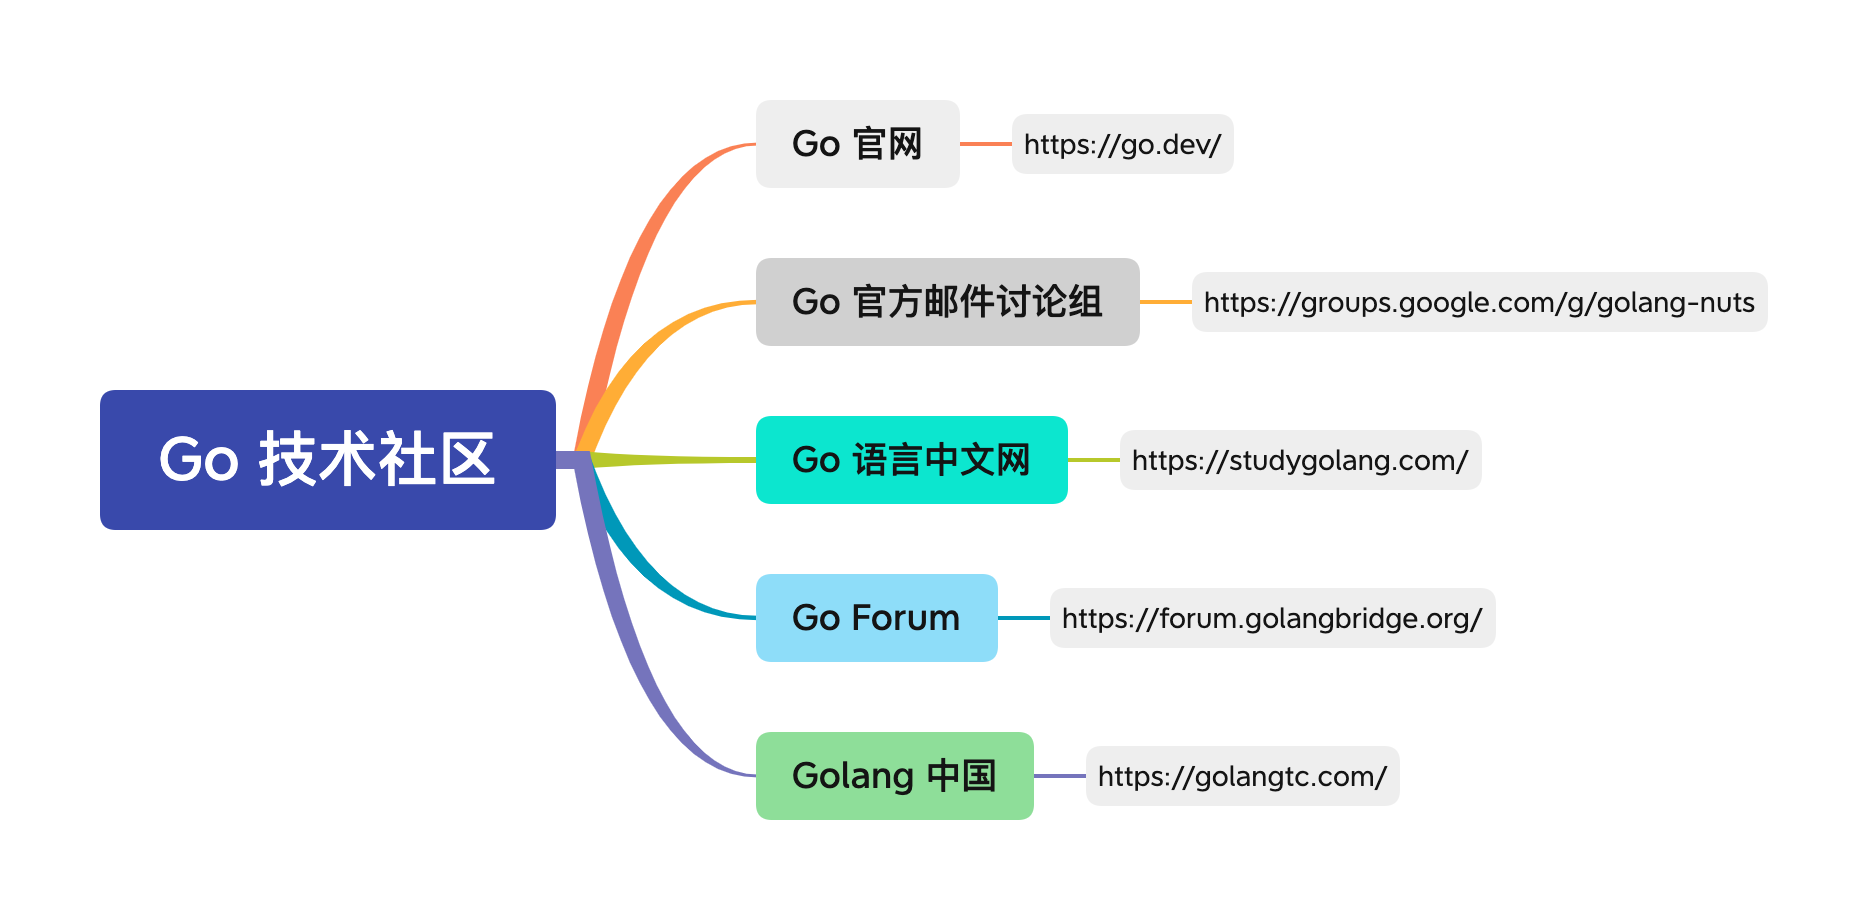 Go 技术社区
Go 官网
https://go.dev/
Go 官方邮件讨论组
https://groups.google.com/g/golang-nuts
Go 语言中文网
https://studygolang.com/
Go Forum
https://forum.golangbridge.org/
Golang 中国
https://golangtc.com/